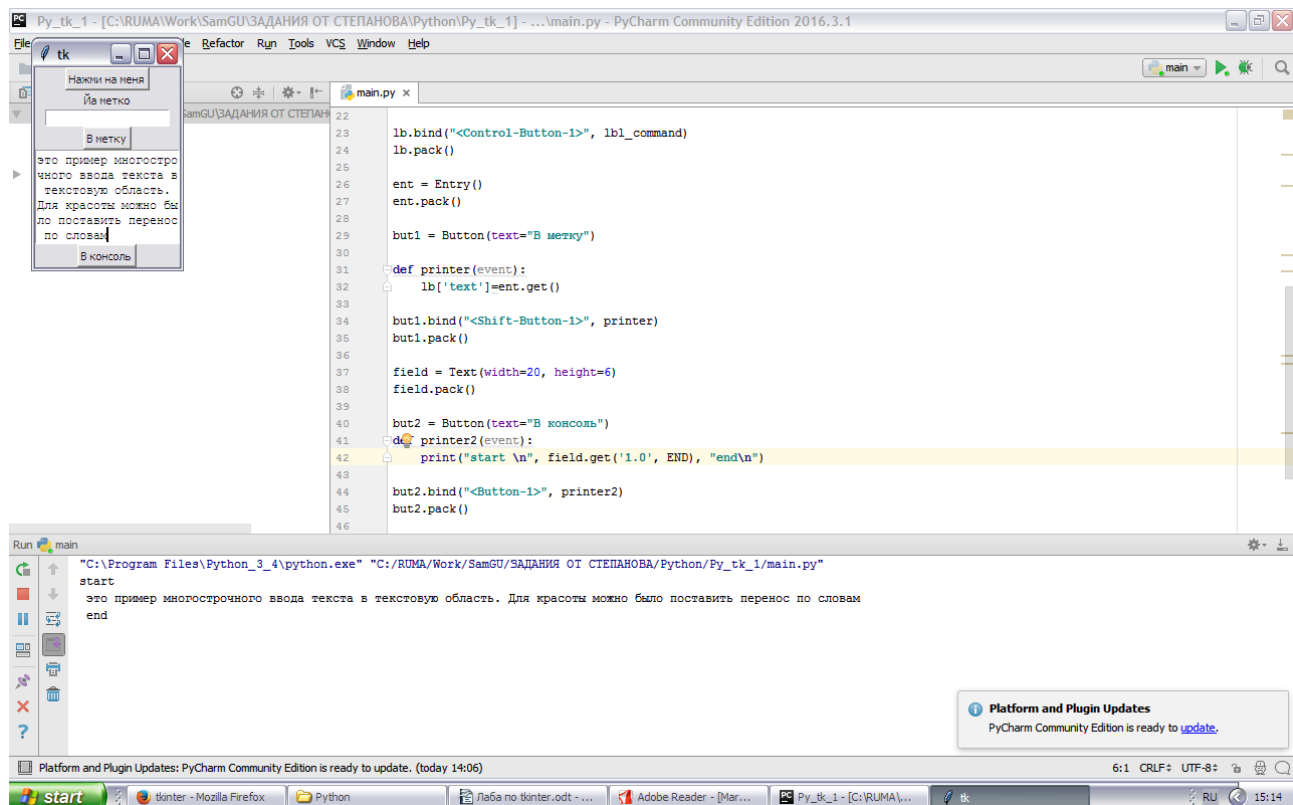 Py_tk_1 - [C:\RUMA\Work\SamGU\ЗАДАНИЯ ОТ СТЕПАНОВА\Python\Py_tk_1] - ...\main.py - PyCharm Community Edition 2016.3.1
File Refactor Run Tools VCS Window Help
main
tk
Нажми на меня
Йа метко
В метку
это пример многостро
чного ввода текста в
текстовую область.
Для красоты можно бы
ло поставить перенос
по словам
В консоль
SamGU\ЗАДАНИЯ ОТ СТЕПАН
main.py
22
23 lb.bind("<Control-Button-1>", lbl_command)
24 lb.pack()
25
26 ent = Entry()
27 ent.pack()
28
29 but1 = Button(text="В метку")
30
31 def printer(event):
32 lb['text']=ent.get()
33
34 but1.bind("<Shift-Button-1>", printer)
35 but1.pack()
36
37 field = Text(width=20, height=6)
38 field.pack()
39
40 but2 = Button(text="В консоль")
41 def printer2(event):
42 print("start \n", field.get('1.0', END), "end\n")
43
44 but2.bind("<Button-1>", printer2)
45 but2.pack()
46
Run main
"C:\Program Files\Python_3_4\python.exe" "C:/RUMA/Work/SamGU/ЗАДАНИЯ ОТ СТЕПАНОВА/Python/Py_tk_1/main.py"
start
это пример многострочного ввода текста в текстовую область. Для красоты можно было поставить перенос по словам
end
Platform and Plugin Updates
PyCharm Community Edition is ready to update.
Platform and Plugin Updates: PyCharm Community Edition is ready to update. (today 14:06)
6:1 CRLF UTF-8
start
tkinter - Mozilla Firefox
Python
Лаба по tkinter.odt - ...
Adobe Reader - [Mar...
Py_tk_1 - [C:\RUMA\...
tk
RU
15:14